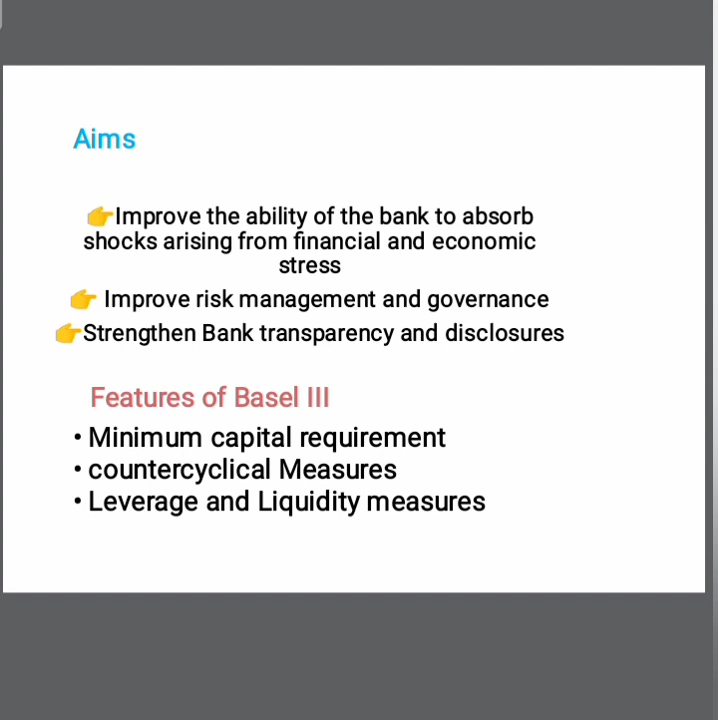 Aims
👉Improve the ability of the bank to absorb
shocks arising from financial and economic
stress
👉 Improve risk management and governance
👉Strengthen Bank transparency and disclosures
Features of Basel III
• Minimum capital requirement
• countercyclical Measures
• Leverage and Liquidity measures